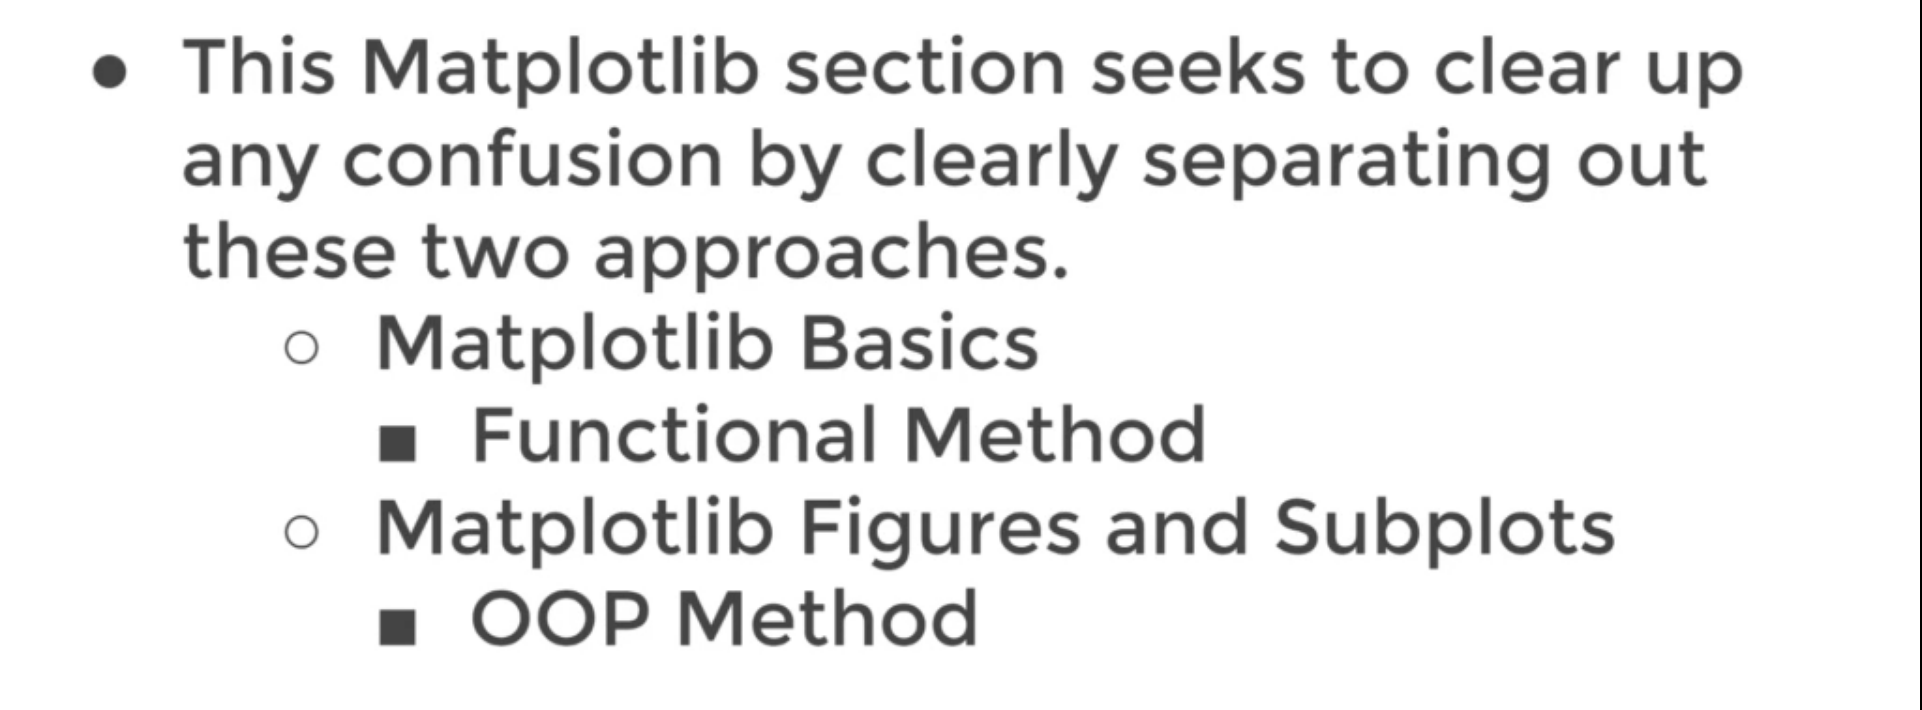 ● This Matplotlib section seeks to clear up
any confusion by clearly separating out
these two approaches.
○ Matplotlib Basics
■ Functional Method
○ Matplotlib Figures and Subplots
■ OOP Method